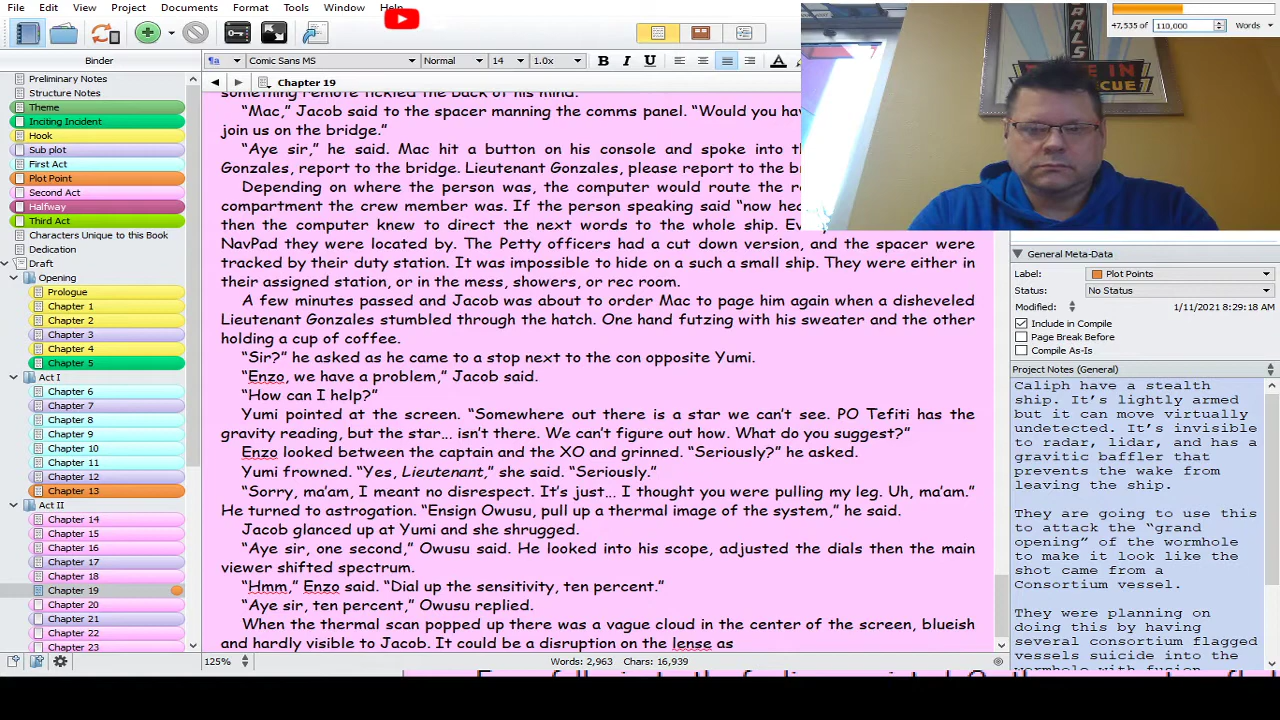 File Edit View Project Documents Format Tools Window Help
47,535 of 110,000 Words
Binder
Comic Sans MS Normal 14 1.0x B I U A
Chapter 19
Preliminary Notes
Structure Notes
Theme
Inciting Incident
Hook
Sub plot
First Act
Plot Point
Second Act
Halfway
Third Act
Characters Unique to this Book
Dedication
Draft
Opening
Prologue
Chapter 1
Chapter 2
Chapter 3
Chapter 4
Chapter 5
Act I
Chapter 6
Chapter 7
Chapter 8
Chapter 9
Chapter 10
Chapter 11
Chapter 12
Chapter 13
Act II
Chapter 14
Chapter 15
Chapter 16
Chapter 17
Chapter 18
Chapter 19
Chapter 20
Chapter 21
Chapter 22
Chapter 23
something remote tickled the back of his mind.
“Mac,” Jacob said to the spacer manning the comms panel. “Would you hav
join us on the bridge.”
“Aye sir,” he said. Mac hit a button on his console and spoke into th
Gonzales, report to the bridge. Lieutenant Gonzales, please report to the b
Depending on where the person was, the computer would route the re
compartment the crew member was. If the person speaking said “now hea
then the computer knew to direct the next words to the whole ship. Ev
NavPad they were located by. The Petty officers had a cut down version, and the spacer were
tracked by their duty station. It was impossible to hide on a such a small ship. They were either in
their assigned station, or in the mess, showers, or rec room.
A few minutes passed and Jacob was about to order Mac to page him again when a disheveled
Lieutenant Gonzales stumbled through the hatch. One hand futzing with his sweater and the other
holding a cup of coffee.
“Sir?” he asked as he came to a stop next to the con opposite Yumi.
“Enzo, we have a problem,” Jacob said.
“How can I help?”
Yumi pointed at the screen. “Somewhere out there is a star we can’t see. PO Tefiti has the
gravity reading, but the star... isn’t there. We can’t figure out how. What do you suggest?”
Enzo looked between the captain and the XO and grinned. “Seriously?” he asked.
Yumi frowned. “Yes, Lieutenant,” she said. “Seriously.”
“Sorry, ma’am, I meant no disrespect. It’s just... I thought you were pulling my leg. Uh, ma’am.”
He turned to astrogation. “Ensign Owusu, pull up a thermal image of the system,” he said.
Jacob glanced up at Yumi and she shrugged.
“Aye sir, one second,” Owusu said. He looked into his scope, adjusted the dials then the main
viewer shifted spectrum.
“Hmm,” Enzo said. “Dial up the sensitivity, ten percent.”
“Aye sir, ten percent,” Owusu replied.
When the thermal scan popped up there was a vague cloud in the center of the screen, blueish
and hardly visible to Jacob. It could be a disruption on the lense as
125% Words: 2,963 Chars: 16,939
General Meta-Data
Label: Plot Points
Status: No Status
Modified: 1/11/2021 8:29:18 AM
Include in Compile
Page Break Before
Compile As-Is
Project Notes (General)
Caliph have a stealth
ship. It’s lightly armed
but it can move virtually
undetected. It’s invisible
to radar, lidar, and has a
gravitic baffler that
prevents the wake from
leaving the ship.
They are going to use this
to attack the “grand
opening” of the wormhole
to make it look like the
shot came from a
Consortium vessel.
They were planning on
doing this by having
several consortium flagged
vessels suicide into the
wormhole with fusion